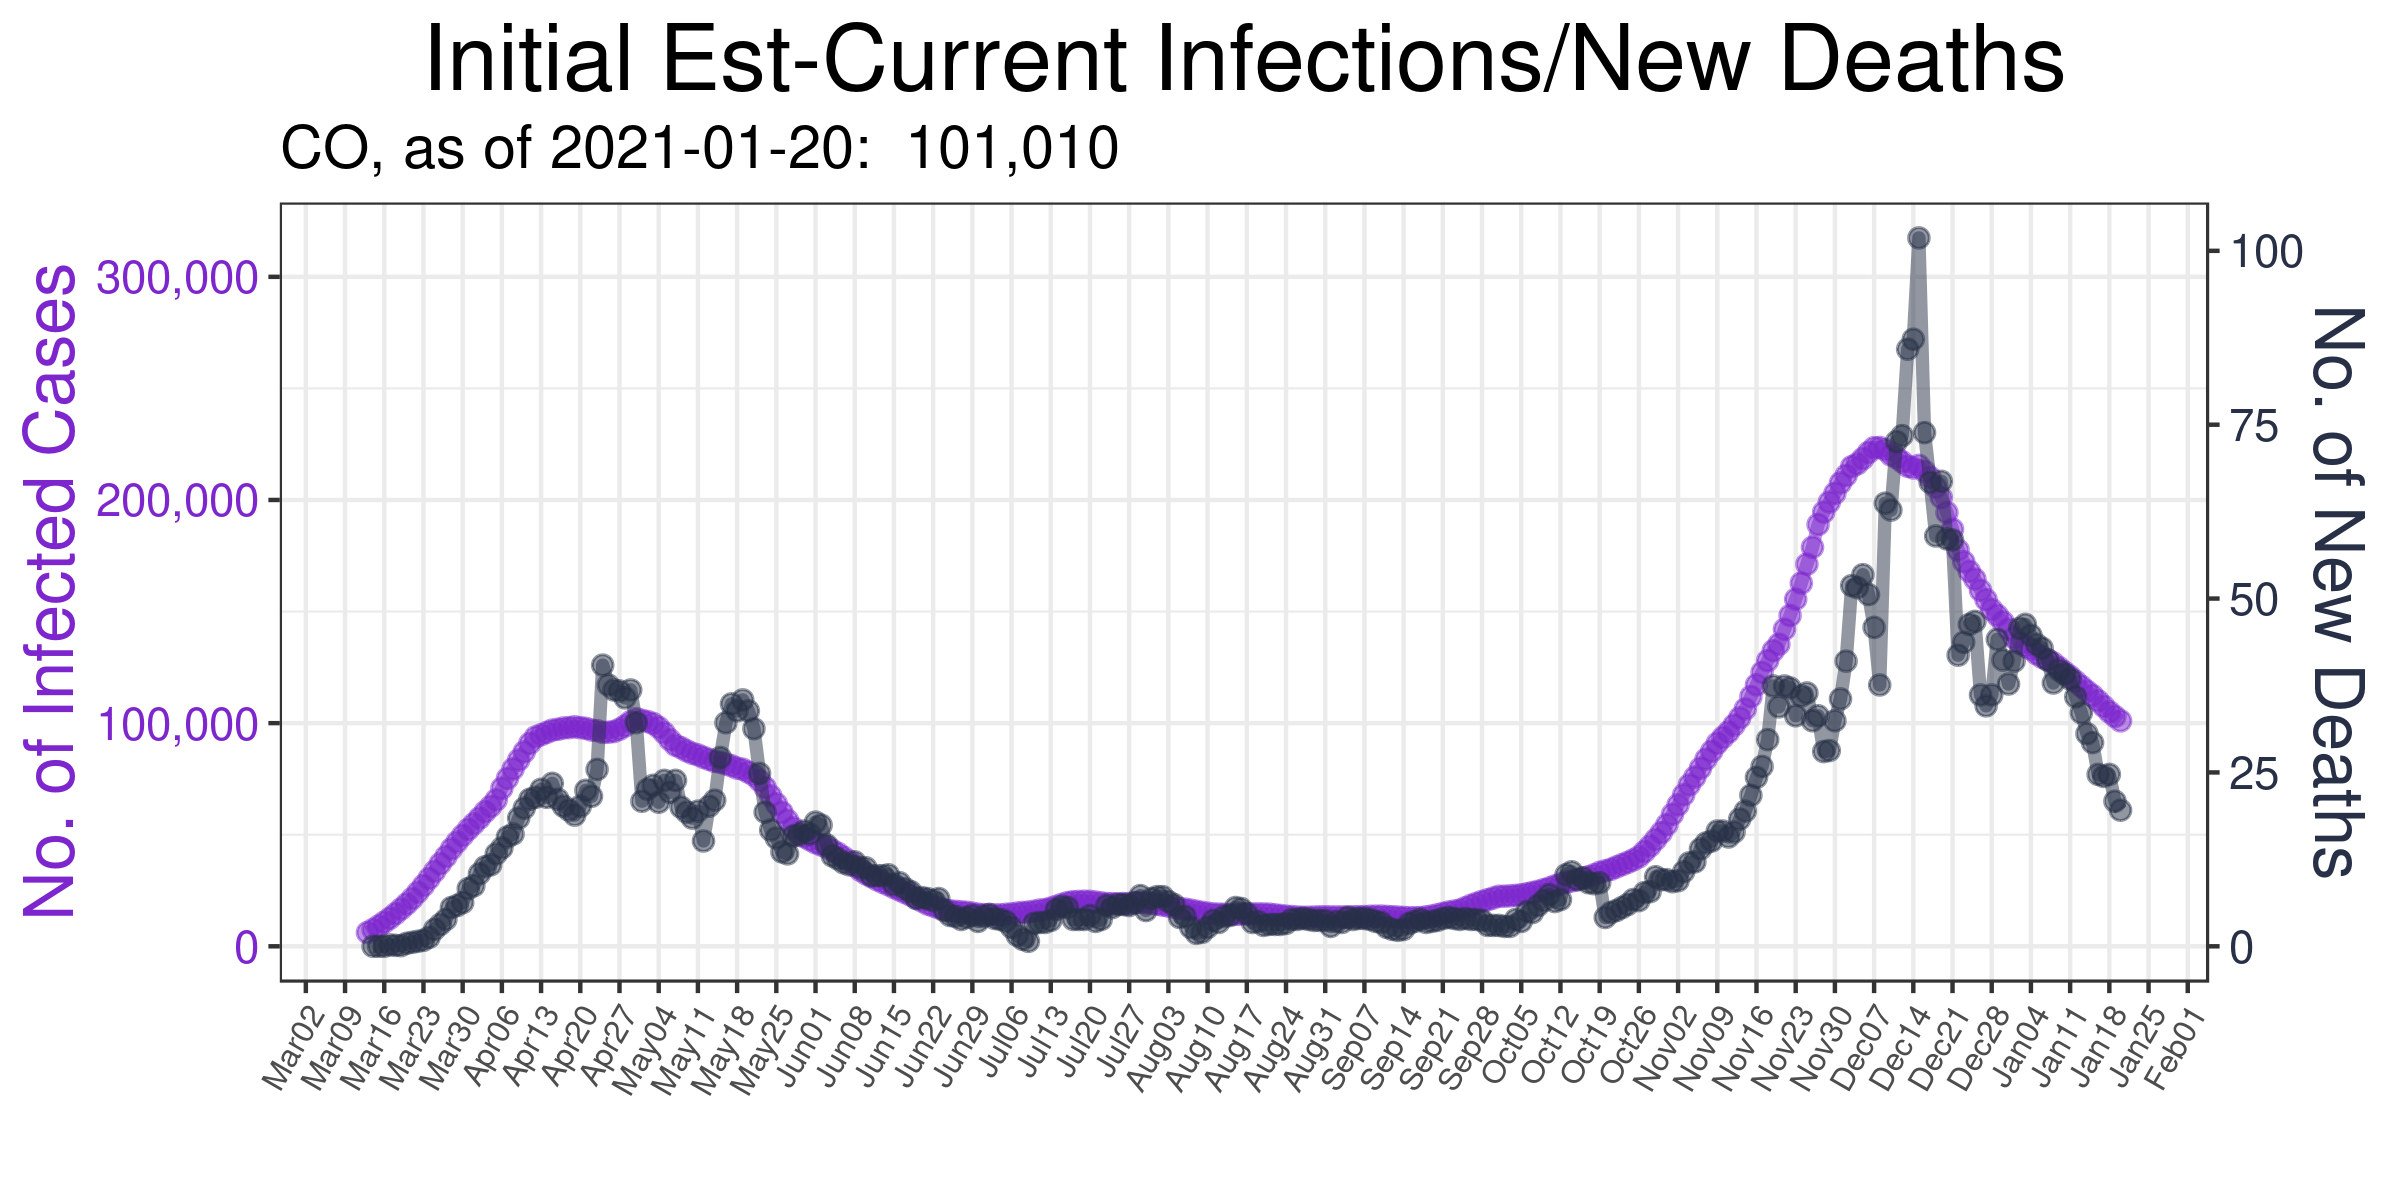 Initial Est-Current Infections/New Deaths
CO, as of 2021-01-20:  101,010
No. of Infected Cases
300,000
200,000
100,000
0
100
75
50
25
0
No. of New Deaths
Mar02
Mar09
Mar16
Mar23
Mar30
Apr06
Apr13
Apr20
Apr27
May04
May11
May18
May25
Jun01
Jun08
Jun15
Jun22
Jun29
Jul06
Jul13
Jul20
Jul27
Aug03
Aug10
Aug17
Aug24
Aug31
Sep07
Sep14
Sep21
Sep28
Oct05
Oct12
Oct19
Oct26
Nov02
Nov09
Nov16
Nov23
Nov30
Dec07
Dec14
Dec21
Dec28
Jan04
Jan11
Jan18
Jan25
Feb01